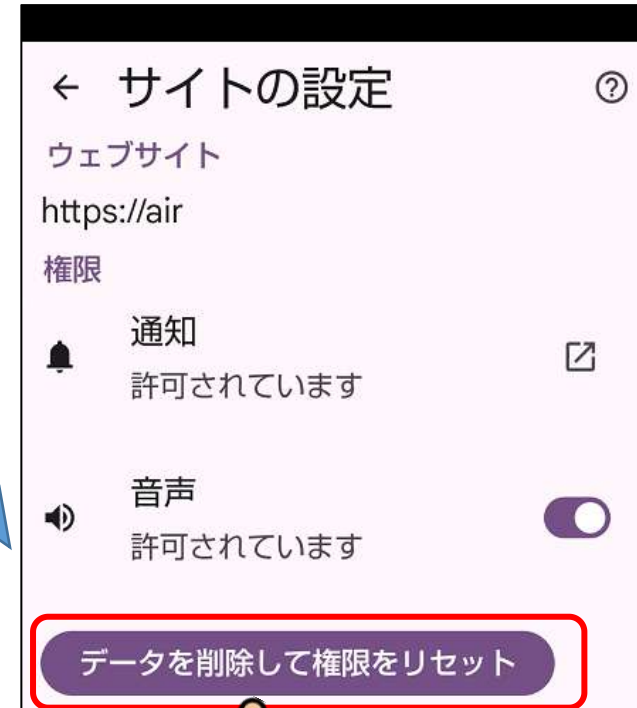 サイトの設定
ウェブサイト
https://air
権限
通知
許可されています
音声
許可されています
データを削除して権限をリセット